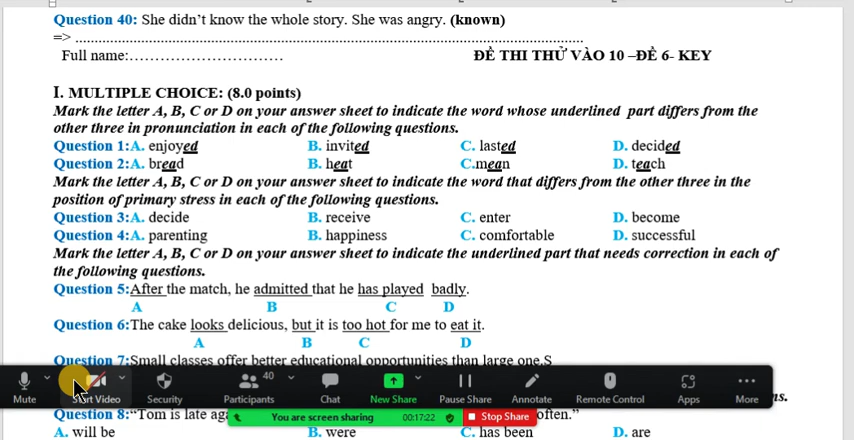 Question 40: She didn't know the whole story. She was angry. (known)
=> ........................................................................................................
Full name:………………………… ĐỀ THI THỬ VÀO 10 –ĐỀ 6- KEY
I. MULTIPLE CHOICE: (8.0 points)
Mark the letter A, B, C or D on your answer sheet to indicate the word whose underlined part differs from the
other three in pronunciation in each of the following questions.
Question 1:A. enjoyed B. invited C. lasted D. decided
Question 2:A. bread B. heat C.mean D. teach
Mark the letter A, B, C or D on your answer sheet to indicate the word that differs from the other three in the
position of primary stress in each of the following questions.
Question 3:A. decide B. receive C. enter D. become
Question 4:A. parenting B. happiness C. comfortable D. successful
Mark the letter A, B, C or D on your answer sheet to indicate the underlined part that needs correction in each of
the following questions.
Question 5:After the match, he admitted that he has played badly.
A B C D
Question 6:The cake looks delicious, but it is too hot for me to eat it.
A B C D
Question 7:Small classes offer better educational opportunities than large one.S
40
Mute Start Video Security Participants Chat New Share Pause Share Annotate Remote Control Apps More
ns.
Question 8:“Tom is late aga often.”
You are screen sharing 00:17:22 Stop Share
A. will be B. were C. has been D. are